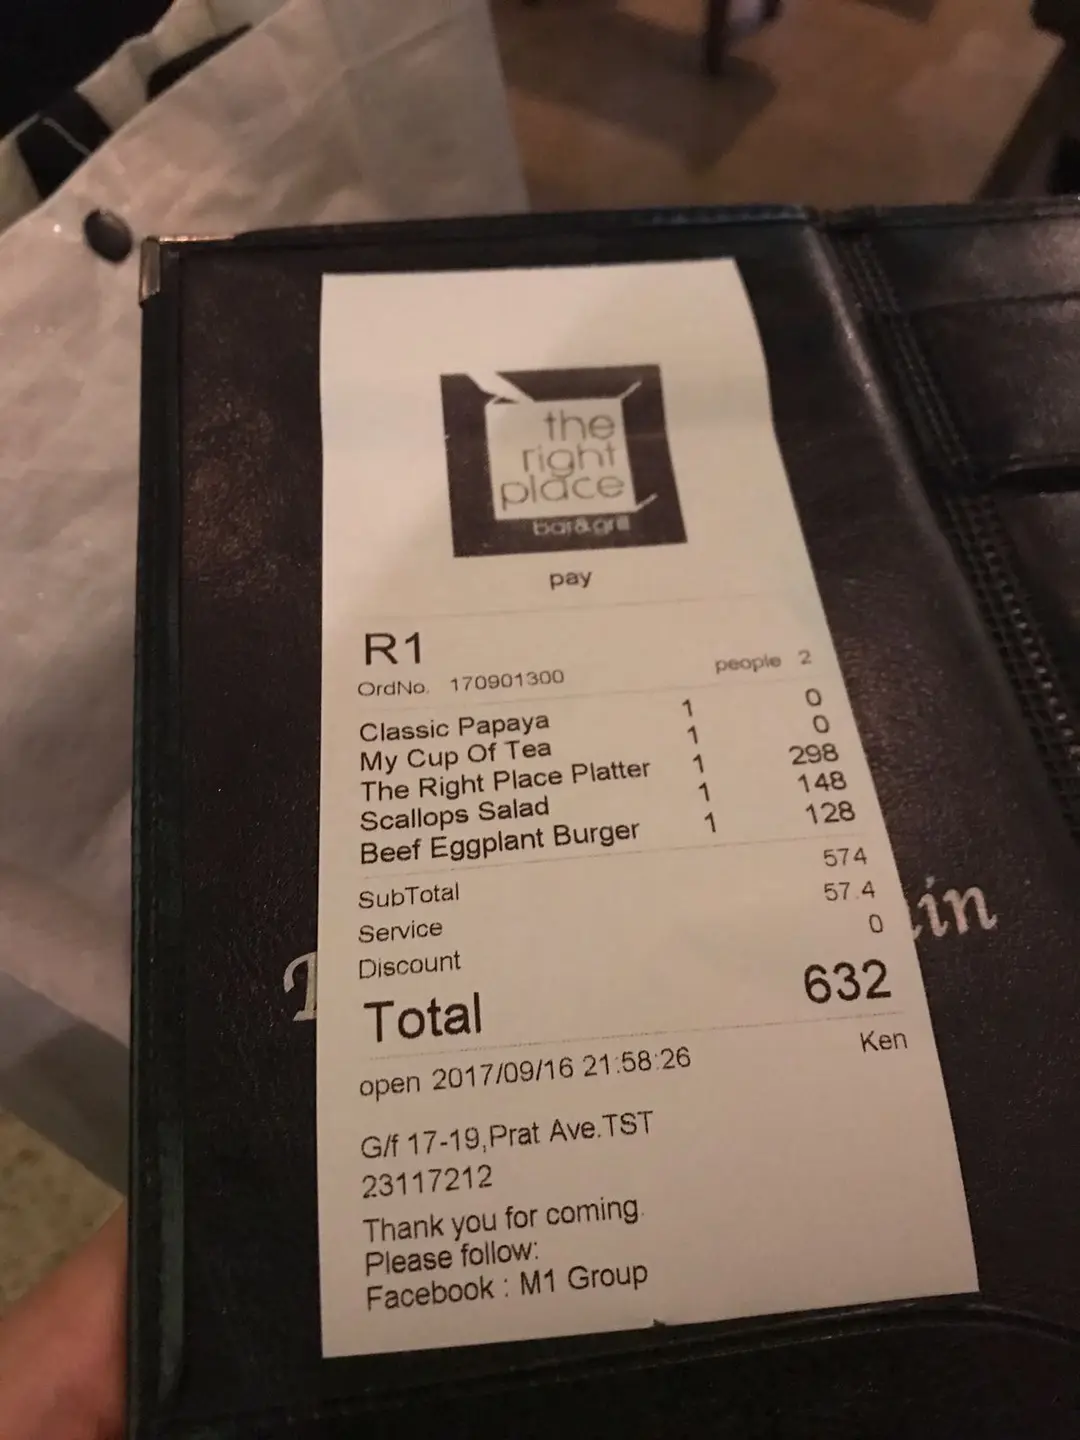 the
right
place
bar&grill
pay
R1
OrdNo. 170901300 people 2
Classic Papaya 1 0
My Cup Of Tea 1 0
The Right Place Platter 1 298
Scallops Salad 1 148
Beef Eggplant Burger 1 128
SubTotal 574
Service 57.4
Discount 0
Total 632
open 2017/09/16 21:58:26 Ken
G/f 17-19,Prat Ave.TST
23117212
Thank you for coming.
Please follow:
Facebook : M1 Group